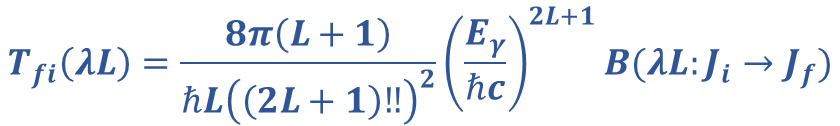 T_{fi}(λL) = \frac{8π(L + 1)}{ℏL((2L + 1)!!)^2} \left(\frac{E_γ}{ℏc}\right)^{2L+1} B(λL: J_i → J_f)